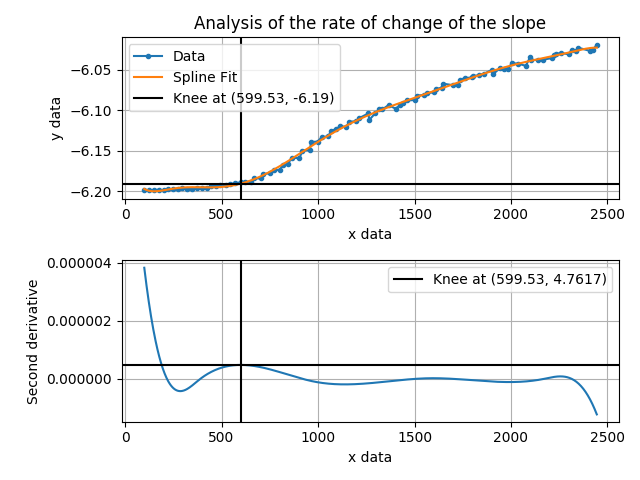 Analysis of the rate of change of the slope
Data
Spline Fit
Knee at (599.53, -6.19)
y data
−6.05
−6.10
−6.15
−6.20
0 500 1000 1500 2000 2500
x data
Knee at (599.53, 4.7617)
Second derivative
0.000004
0.000002
0.000000
0 500 1000 1500 2000 2500
x data